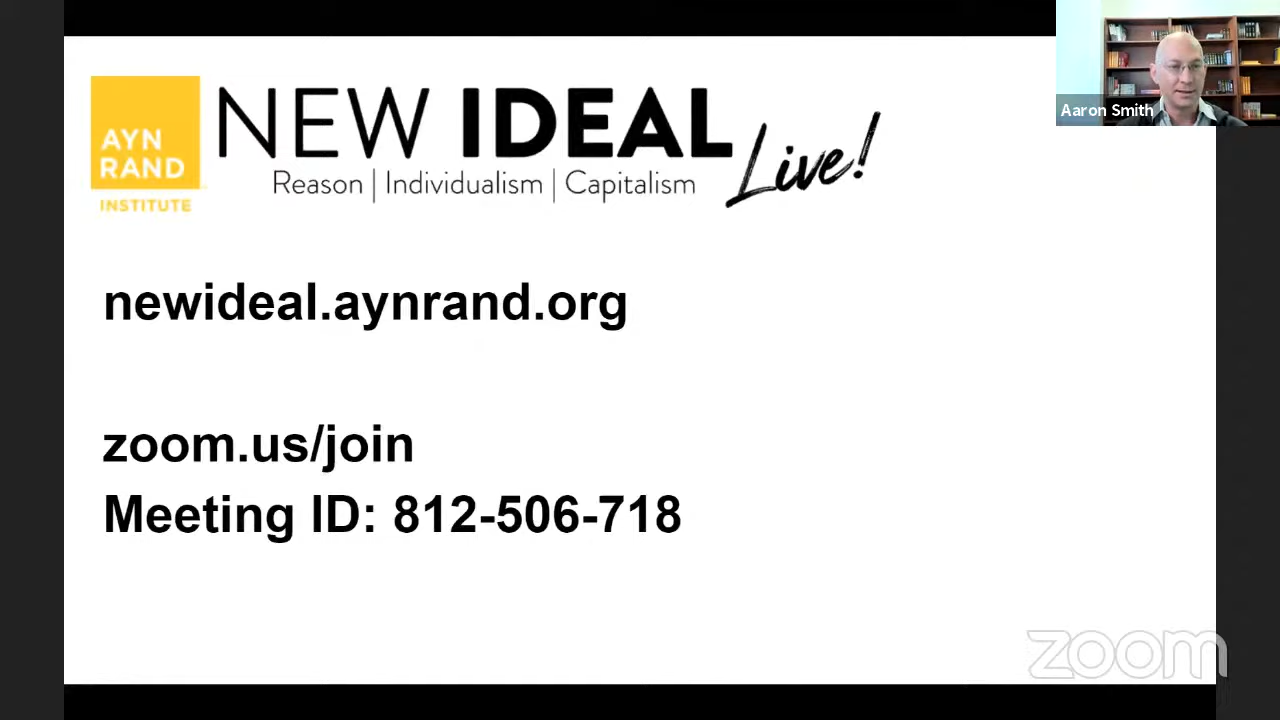 AYN
RAND
INSTITUTE
NEW IDEAL Live!
Reason | Individualism | Capitalism
Aaron Smith
newideal.aynrand.org
zoom.us/join
Meeting ID: 812-506-718
zoom